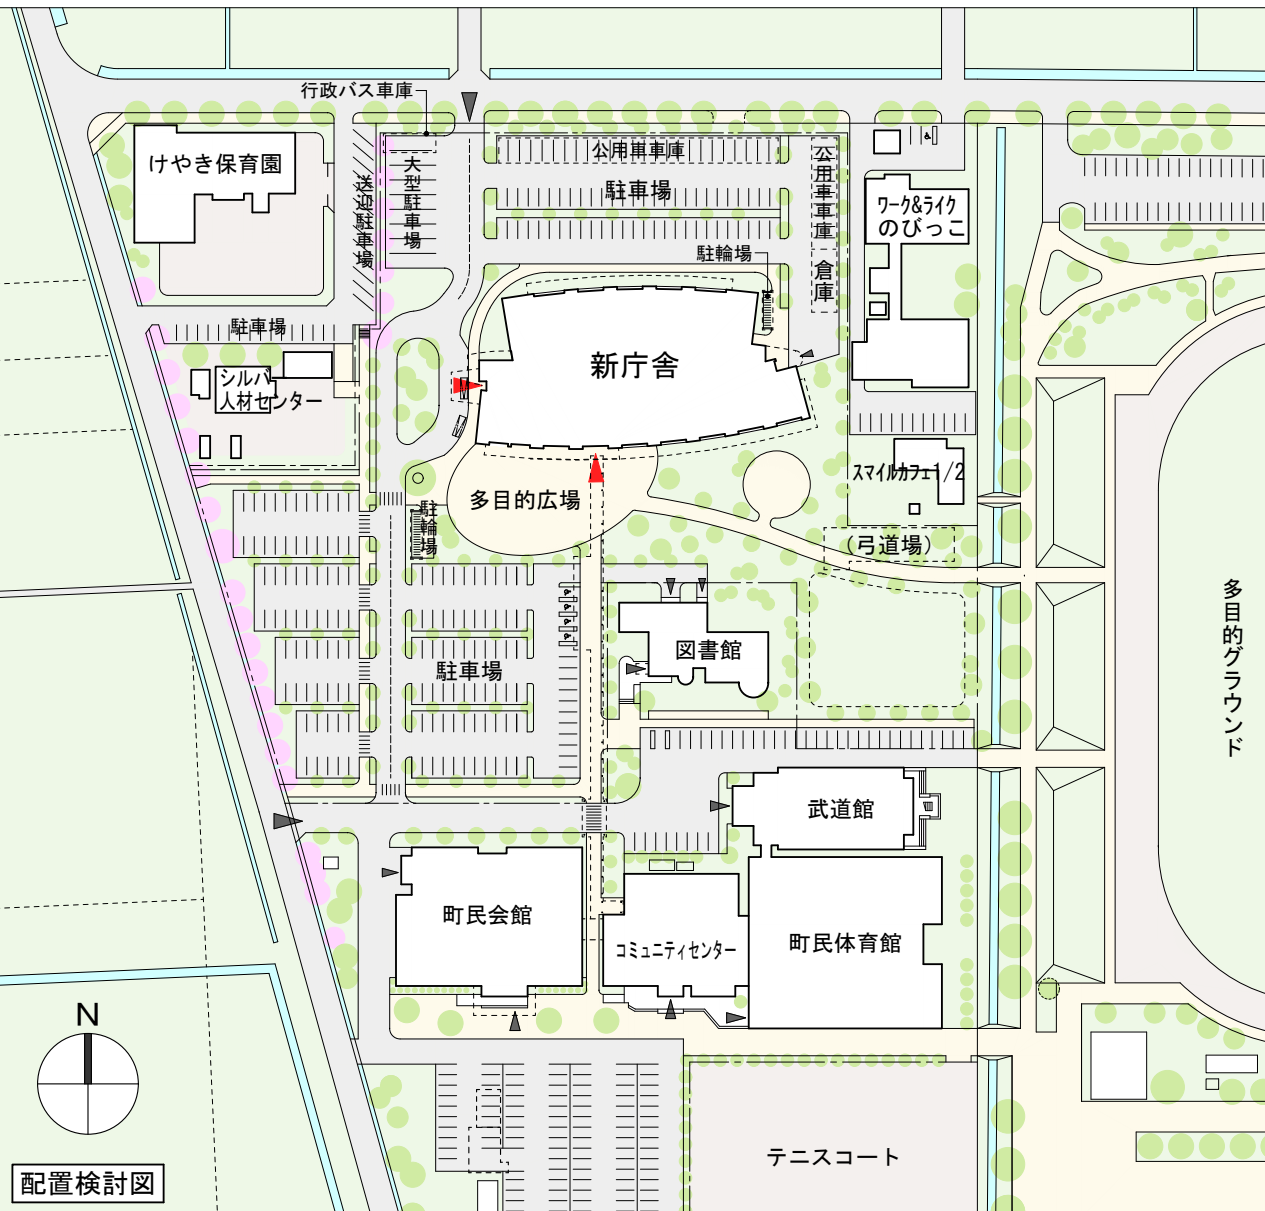 行政バス車庫
けやき保育園
送迎駐車場
大型駐車場
公用車車庫
駐車場
公用車車庫
倉庫
駐輪場
ワーク&ライク
のびっこ
駐車場
シルバー
人材センター
新庁舎
スマイルカフェ1/2
多目的広場
駐輪場
(弓道場)
図書館
駐車場
多目的グラウンド
武道館
町民会館
コミュニティセンター
町民体育館
テニスコート
N
配置検討図